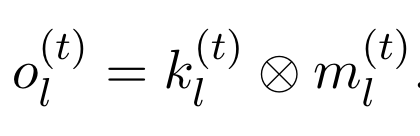 o_l^{(t)} = k_l^{(t)} ⊗ m_l^{(t)}.